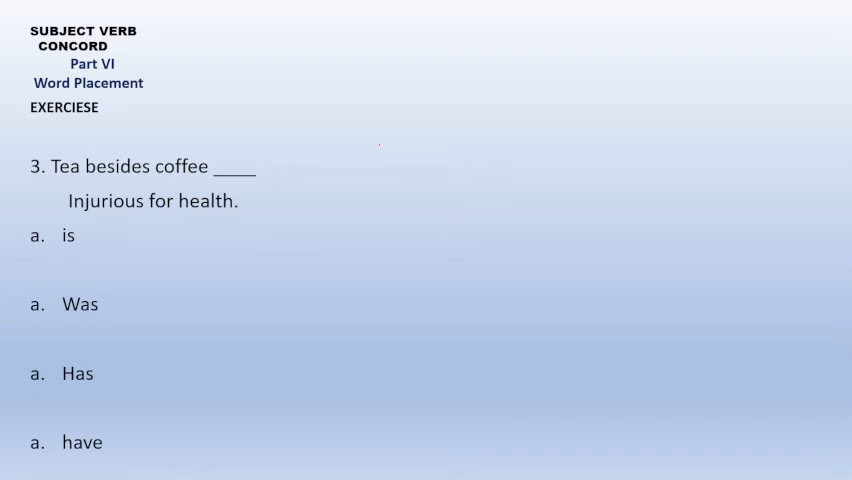 SUBJECT VERB
CONCORD
Part VI
Word Placement
EXERCIESE
3. Tea besides coffee ____
Injurious for health.
a. is
a. Was
a. Has
a. have